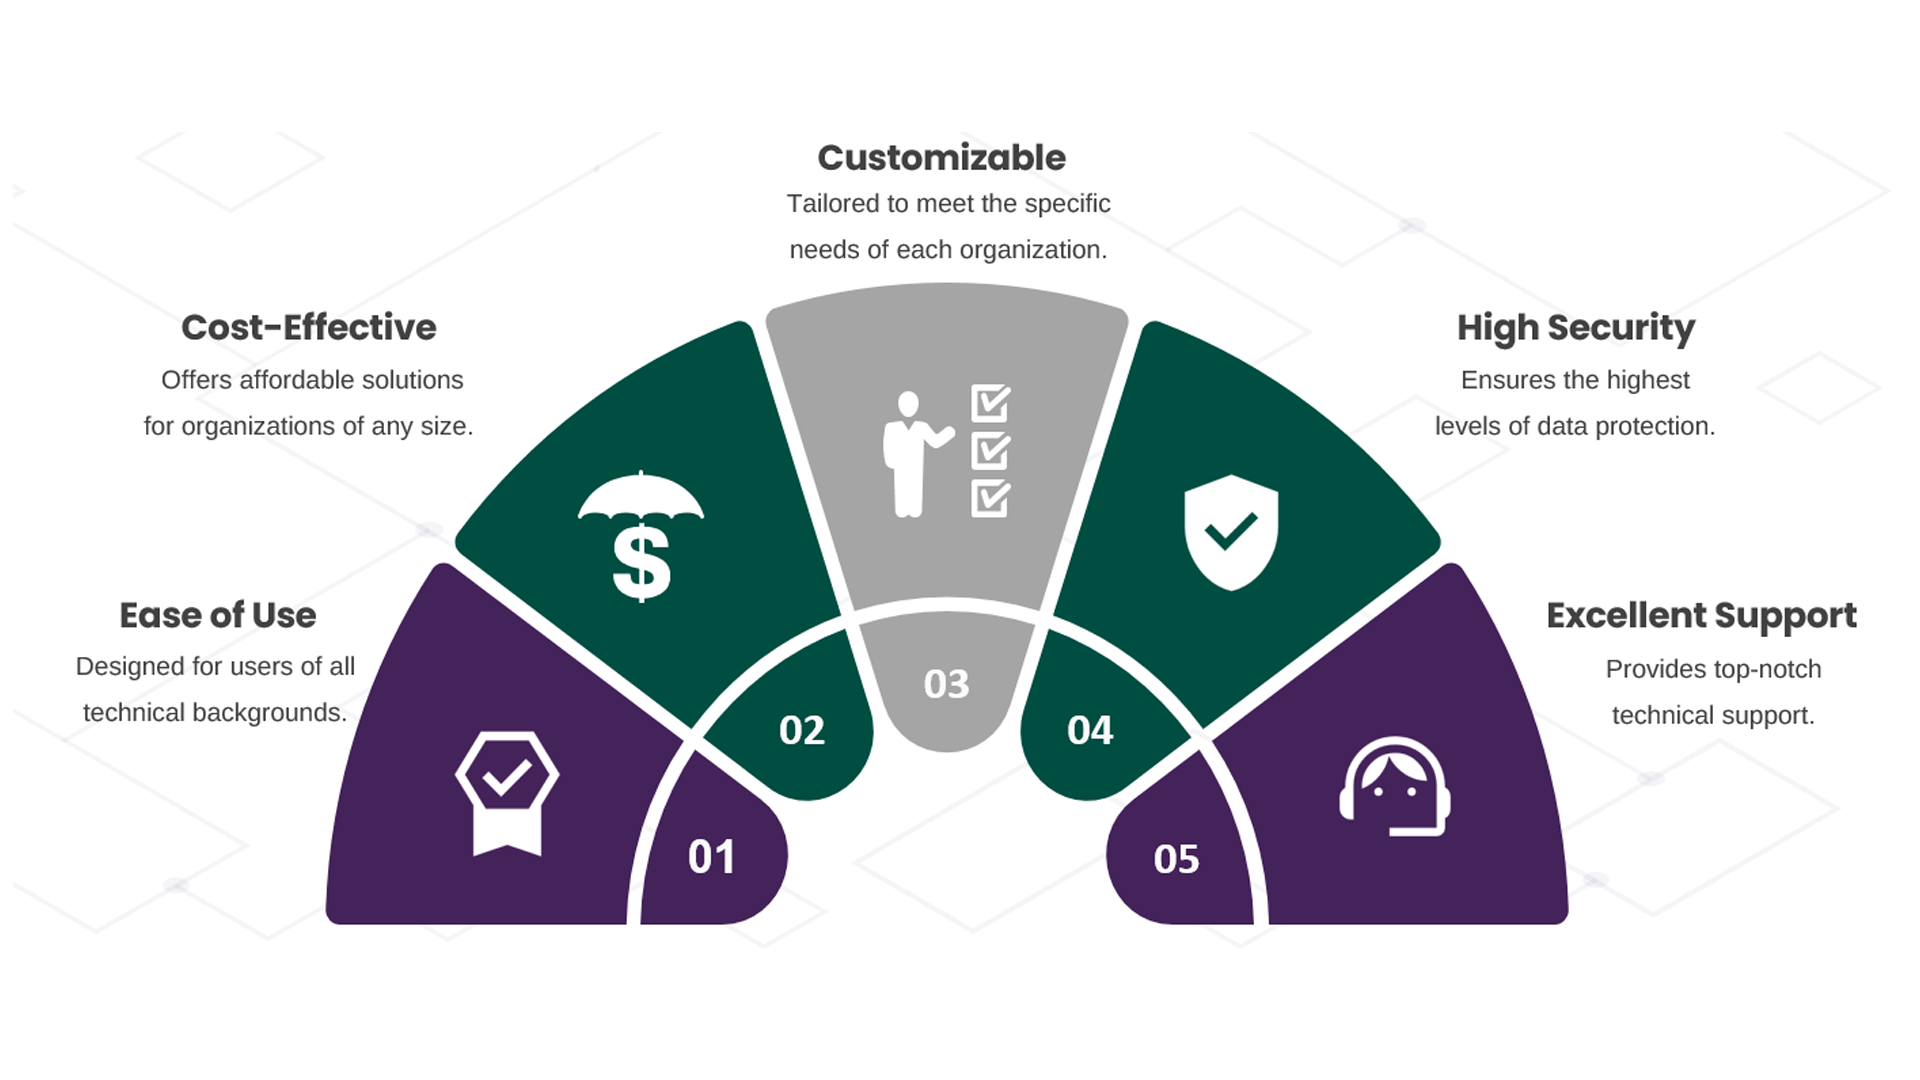 Customizable
Tailored to meet the specific
needs of each organization.
Cost-Effective
Offers affordable solutions
for organizations of any size.
High Security
Ensures the highest
levels of data protection.
Ease of Use
Designed for users of all
technical backgrounds.
Excellent Support
Provides top-notch
technical support.
$
01
02
03
04
05